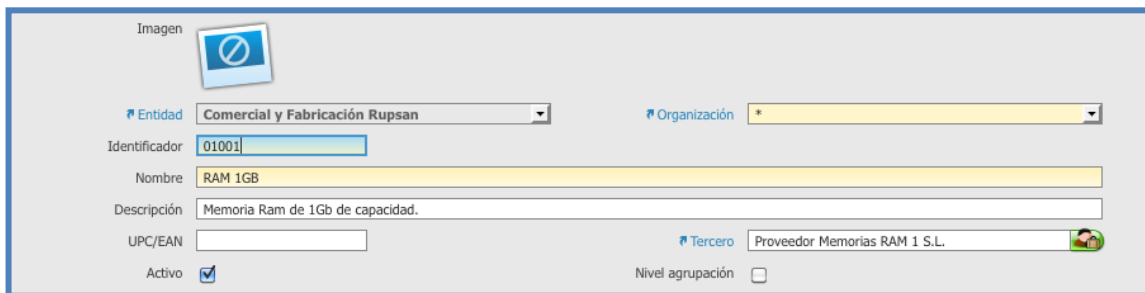 Imagen
Entidad Comercial y Fabricación Rupsan Organización *
Identificador 01001
Nombre RAM 1GB
Descripción Memoria Ram de 1Gb de capacidad.
UPC/EAN Tercero Proveedor Memorias RAM 1 S.L.
Activo Nivel agrupación